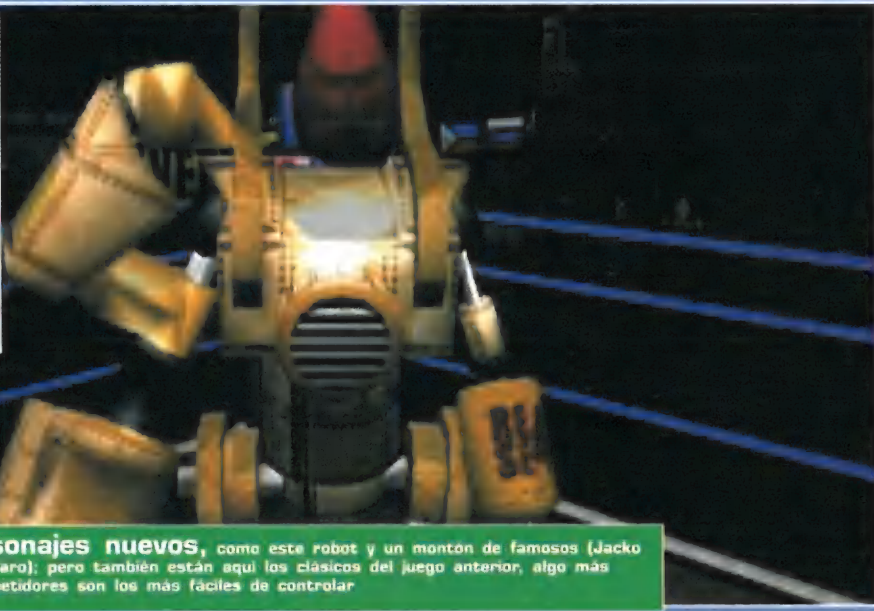 sonajes nuevos, como este robot y un montón de famosos (Jacko
aro); pero también están aquí los clásicos del juego anterior, algo más
etidores son los más fáciles de controlar